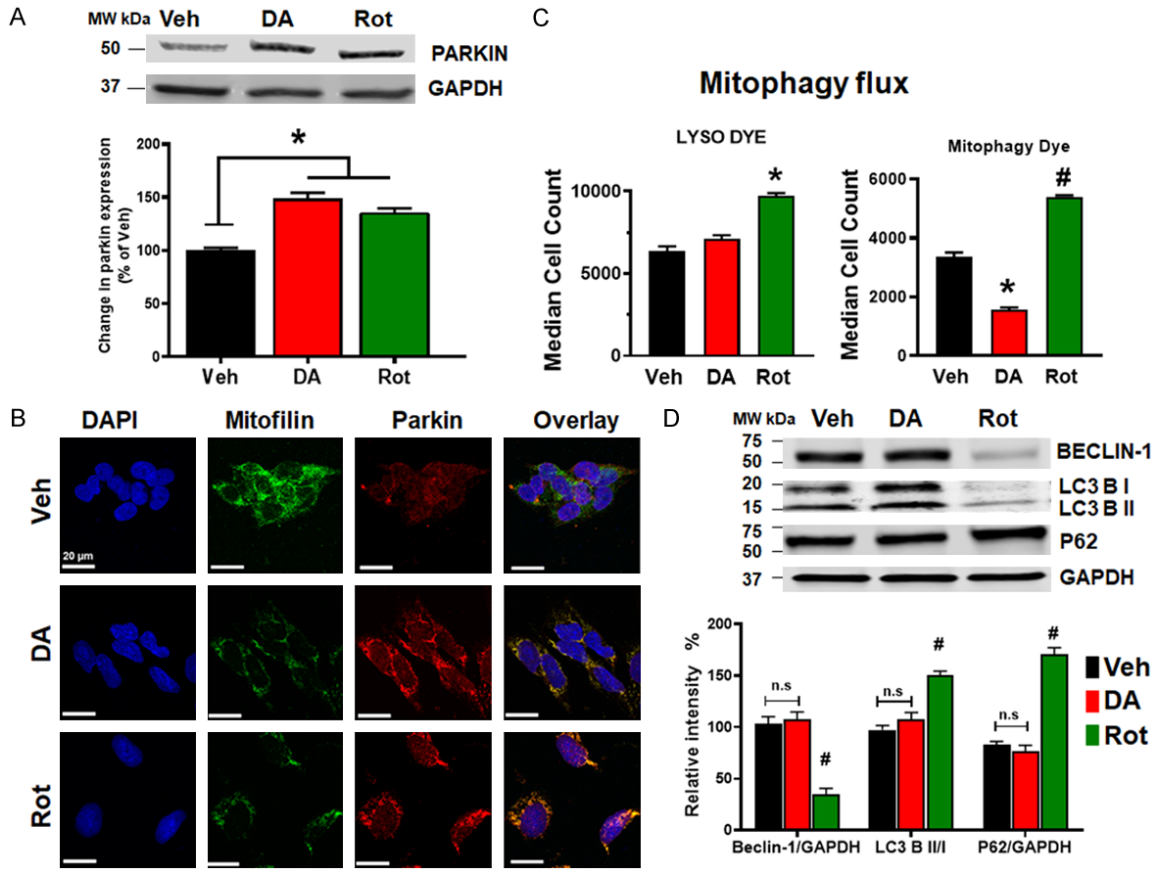 A
MW kDa Veh DA Rot
50 PARKIN
37 GAPDH
*
Change in parkin expression
(% of Veh)
200
150
100
50
0
Veh DA Rot
C
Mitophagy flux
LYSO DYE
Median Cell Count
10000
5000
0
*
Veh DA Rot
Mitophagy Dye
Median Cell Count
6000
4000
2000
0
*
#
Veh DA Rot
B
DAPI Mitofilin Parkin Overlay
Veh
20 µm
DA
Rot
D
MW kDa Veh DA Rot
75
50 BECLIN-1
20 LC3 B I
15 LC3 B II
75
50 P62
37 GAPDH
Relative intensity %
200
150
100
50
0
n.s
#
n.s
#
n.s
#
Beclin-1/GAPDH LC3 B II/I P62/GAPDH
Veh
DA
Rot